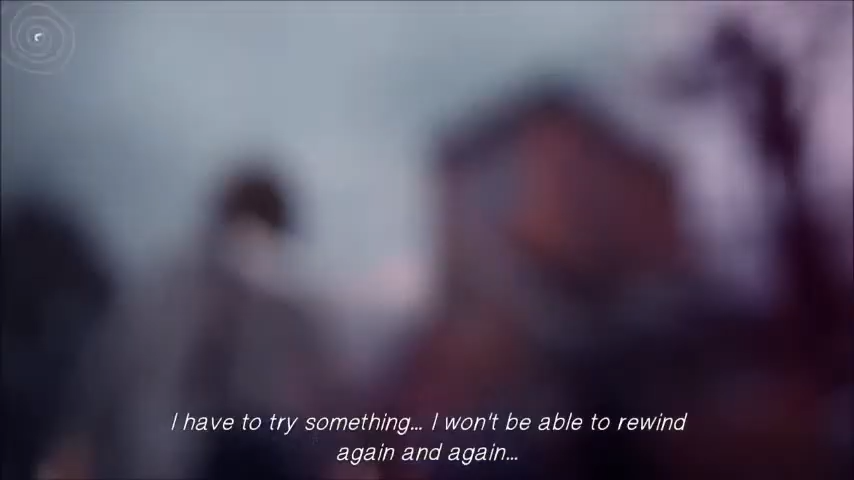 I have to try something... I won't be able to rewind
again and again...